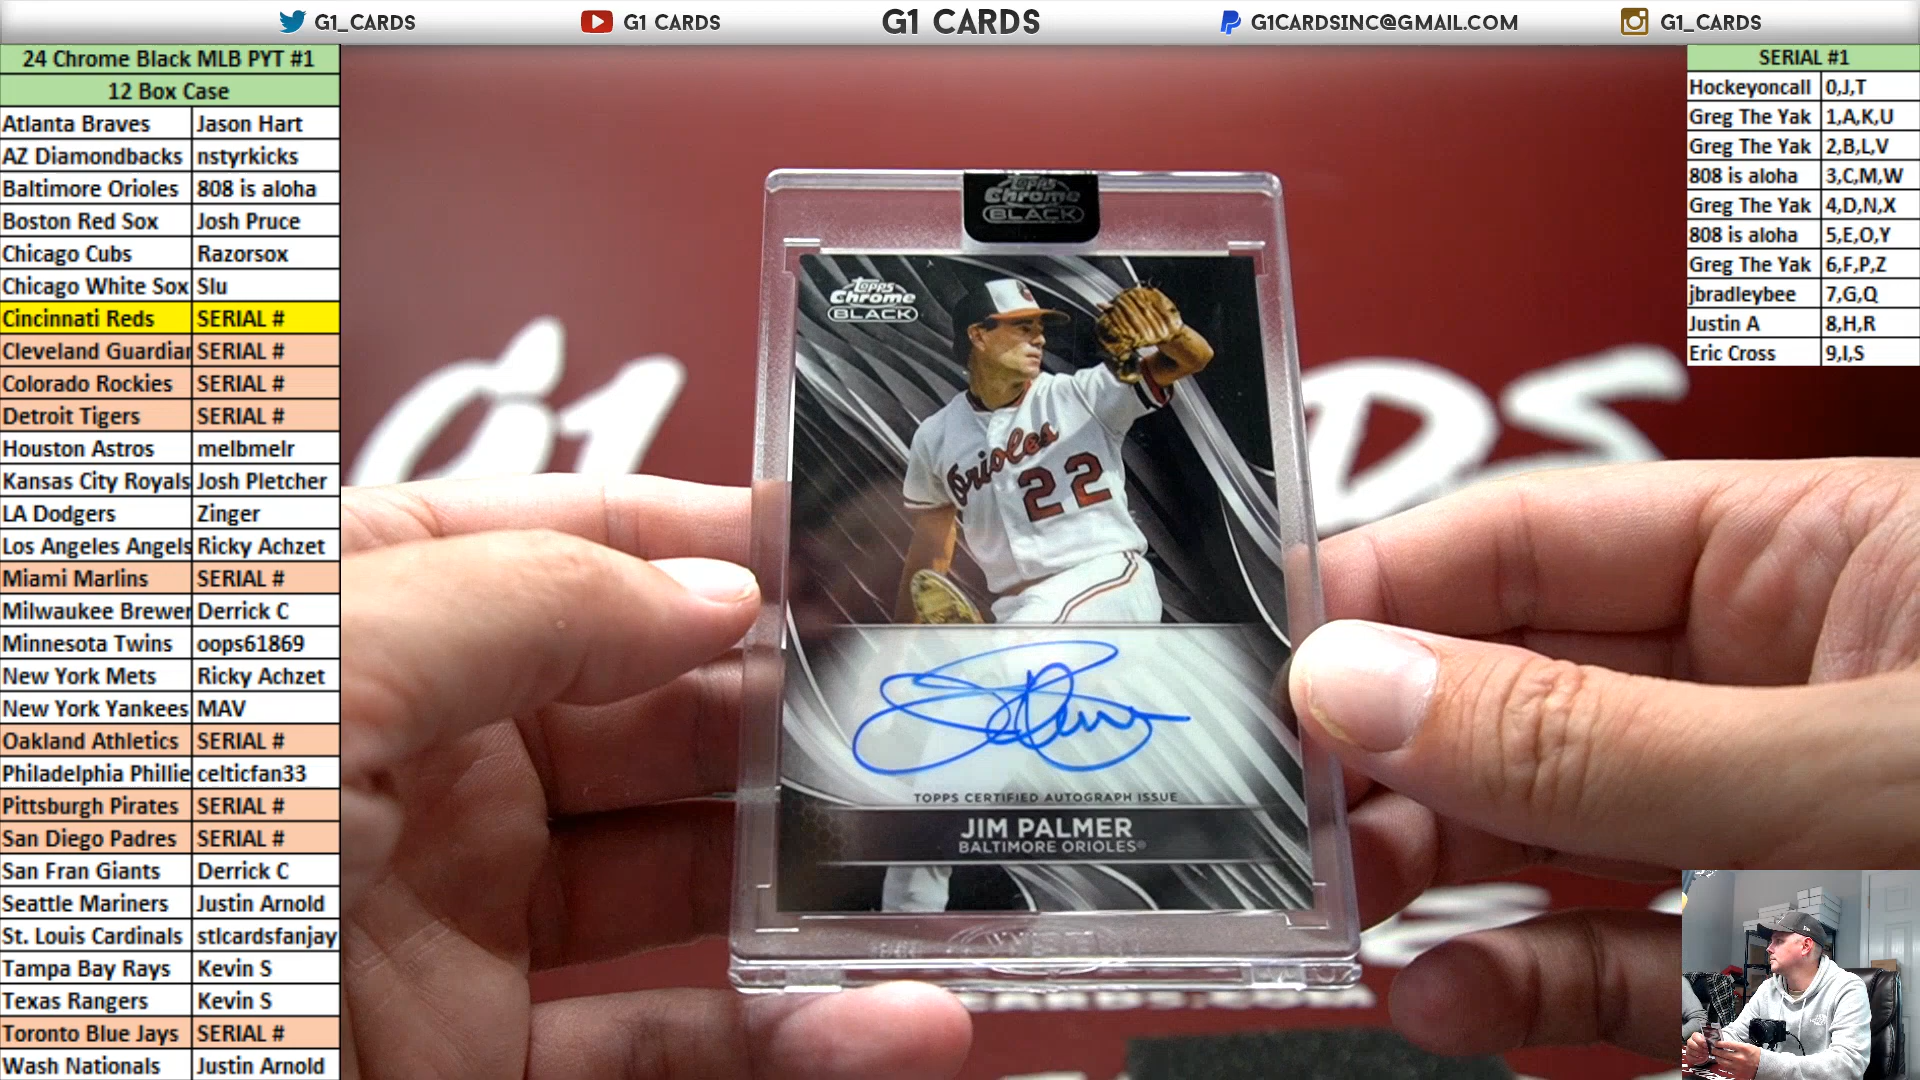 G1_CARDS
G1 CARDS
G1 CARDS
G1CARDSINC@GMAIL.COM
G1_CARDS
24 Chrome Black MLB PYT #1
12 Box Case
Atlanta Braves Jason Hart
AZ Diamondbacks nstyrkicks
Baltimore Orioles 808 is aloha
Boston Red Sox Josh Pruce
Chicago Cubs Razorsox
Chicago White Sox Slu
Cincinnati Reds SERIAL #
Cleveland Guardian SERIAL #
Colorado Rockies SERIAL #
Detroit Tigers SERIAL #
Houston Astros melbmelr
Kansas City Royals Josh Pletcher
LA Dodgers Zinger
Los Angeles Angels Ricky Achzet
Miami Marlins SERIAL #
Milwaukee Brewer Derrick C
Minnesota Twins oops61869
New York Mets Ricky Achzet
New York Yankees MAV
Oakland Athletics SERIAL #
Philadelphia Phillie celticfan33
Pittsburgh Pirates SERIAL #
San Diego Padres SERIAL #
San Fran Giants Derrick C
Seattle Mariners Justin Arnold
St. Louis Cardinals stlcardsfanjay
Tampa Bay Rays Kevin S
Texas Rangers Kevin S
Toronto Blue Jays SERIAL #
Wash Nationals Justin Arnold
Topps
Chrome
BLACK
Topps
Chrome
BLACK
Orioles
22
TOPPS CERTIFIED AUTOGRAPH ISSUE
JIM PALMER
BALTIMORE ORIOLES®
SERIAL #1
Hockeyoncall 0,J,T
Greg The Yak 1,A,K,U
Greg The Yak 2,B,L,V
808 is aloha 3,C,M,W
Greg The Yak 4,D,N,X
808 is aloha 5,E,O,Y
Greg The Yak 6,F,P,Z
jbradleybee 7,G,Q
Justin A 8,H,R
Eric Cross 9,I,S